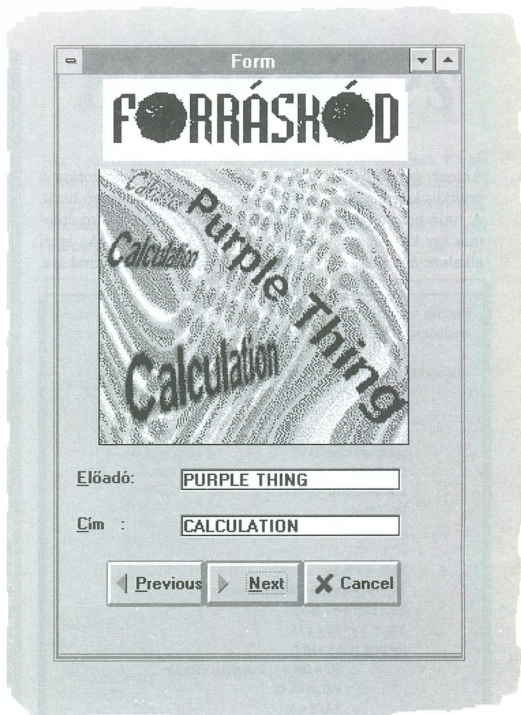 Form
FORRÁSKÓD
Calculation
Purple Thing
Calculation
Calculation
Előadó: PURPLE THING
Cím : CALCULATION
Previous Next Cancel